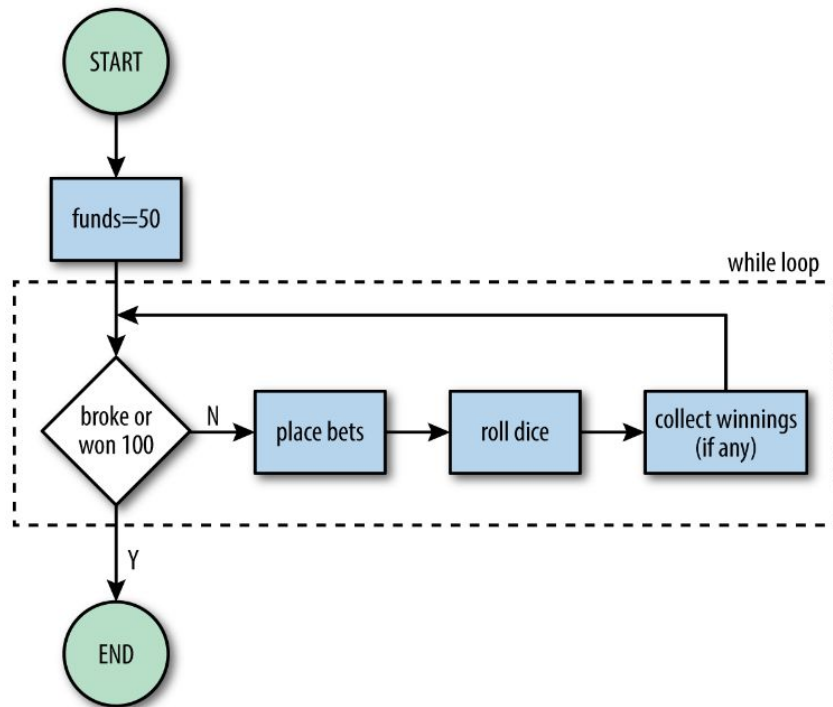 START
funds=50
while loop
broke or
won 100
N
place bets
roll dice
collect winnings
(if any)
Y
END